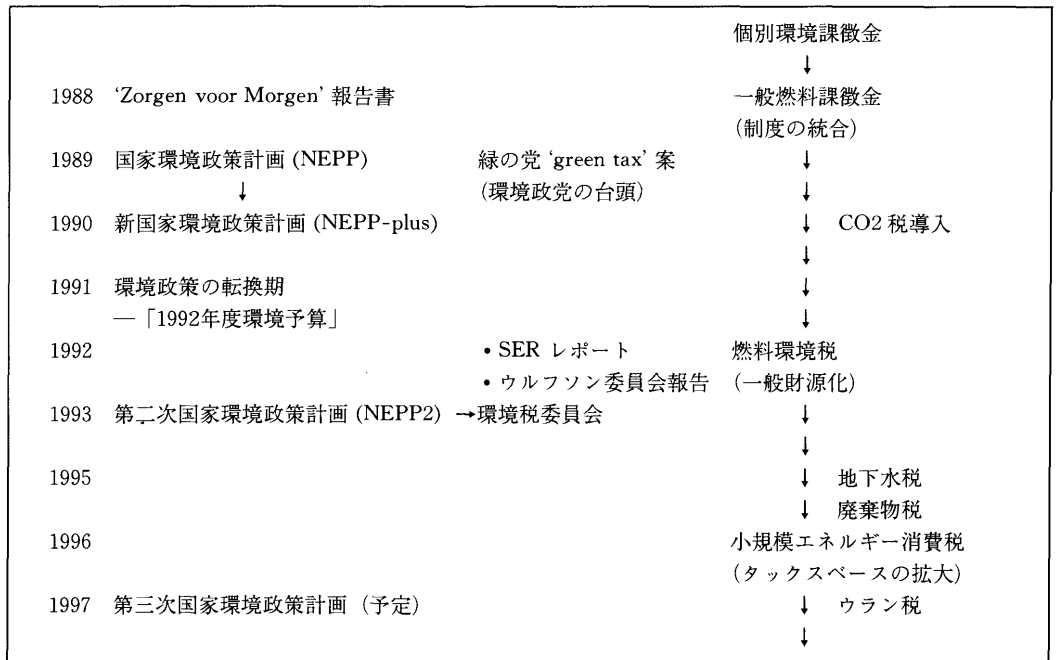 個別環境課徴金
↓
1988 ‘Zorgen voor Morgen’ 報告書 一般燃料課徴金
(制度の統合)
1989 国家環境政策計画 (NEPP) 緑の党 ‘green tax’ 案 ↓
↓ (環境政党の台頭) ↓
1990 新国家環境政策計画 (NEPP-plus) ↓ CO2 税導入
↓
1991 環境政策の転換期 ↓
―「1992年度環境予算」 ↓
1992 • SER レポート 燃料環境税
• ウルフソン委員会報告 (一般財源化)
1993 第二次国家環境政策計画 (NEPP2) →環境税委員会 ↓
↓
1995 ↓ 地下水税
↓ 廃棄物税
1996 小規模エネルギー消費税
(タックスベースの拡大)
1997 第三次国家環境政策計画(予定) ↓ ウラン税
↓